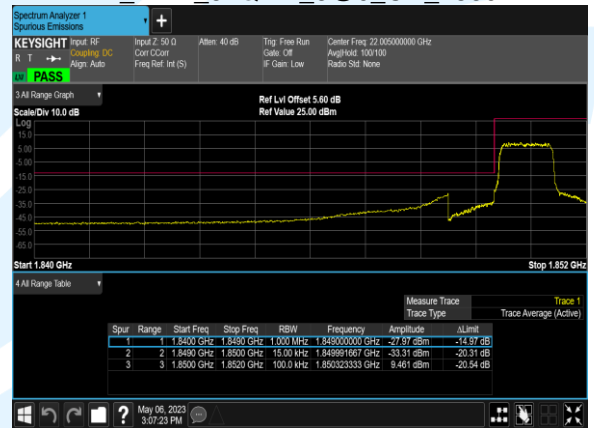 Spectrum Analyzer 1
Spurious Emissions
KEYSIGHT Input: RF Input Z: 50 Ω Atten: 40 dB Trig: Free Run Center Freq: 22.005000000 GHz
R T Coupling: DC Corr CCorr Gate: Off Avg|Hold: 100/100
Align: Auto Freq Ref: Int (S) IF Gain: Low Radio Std: None
PASS
3 All Range Graph
Ref Lvl Offset 5.60 dB
Scale/Div 10.0 dB Ref Value 25.00 dBm
Log
15.0
5.00
-5.00
-15.0
-25.0
-35.0
-45.0
-55.0
-65.0
Start 1.840 GHz Stop 1.852 GHz
4 All Range Table
Measure Trace Trace 1
Trace Type Trace Average (Active)
Spur Range Start Freq Stop Freq RBW Frequency Amplitude ΔLimit
1 1 1.8400 GHz 1.8490 GHz 1.000 MHz 1.849000000 GHz -27.97 dBm -14.97 dB
2 2 1.8490 GHz 1.8500 GHz 15.00 kHz 1.849991667 GHz -33.31 dBm -20.31 dB
3 3 1.8500 GHz 1.8520 GHz 100.0 kHz 1.850323333 GHz 9.461 dBm -20.54 dB
May 06, 2023
3:07:23 PM